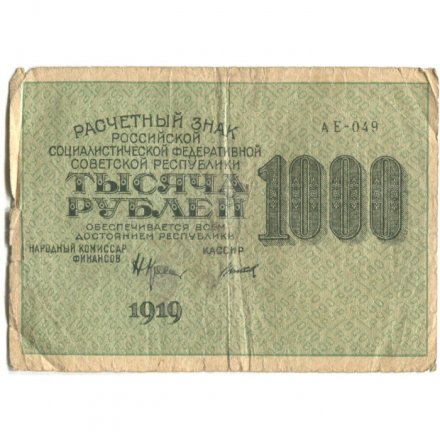 РАСЧЕТНЫЙ ЗНАК
РОССИЙСКОЙ
СОЦИАЛИСТИЧЕСКОЙ ФЕДЕРАТИВНОЙ
СОВЕТСКОЙ РЕСПУБЛИКИ
ТЫСЯЧА
РУБЛЕЙ
ОБЕСПЕЧИВАЕТСЯ ВСЕМ
ДОСТОЯНИЕМ РЕСПУБЛИКИ
НАРОДНЫЙ КОМИССАР
ФИНАНСОВ
КАССИР
1919
АЕ-049
1000